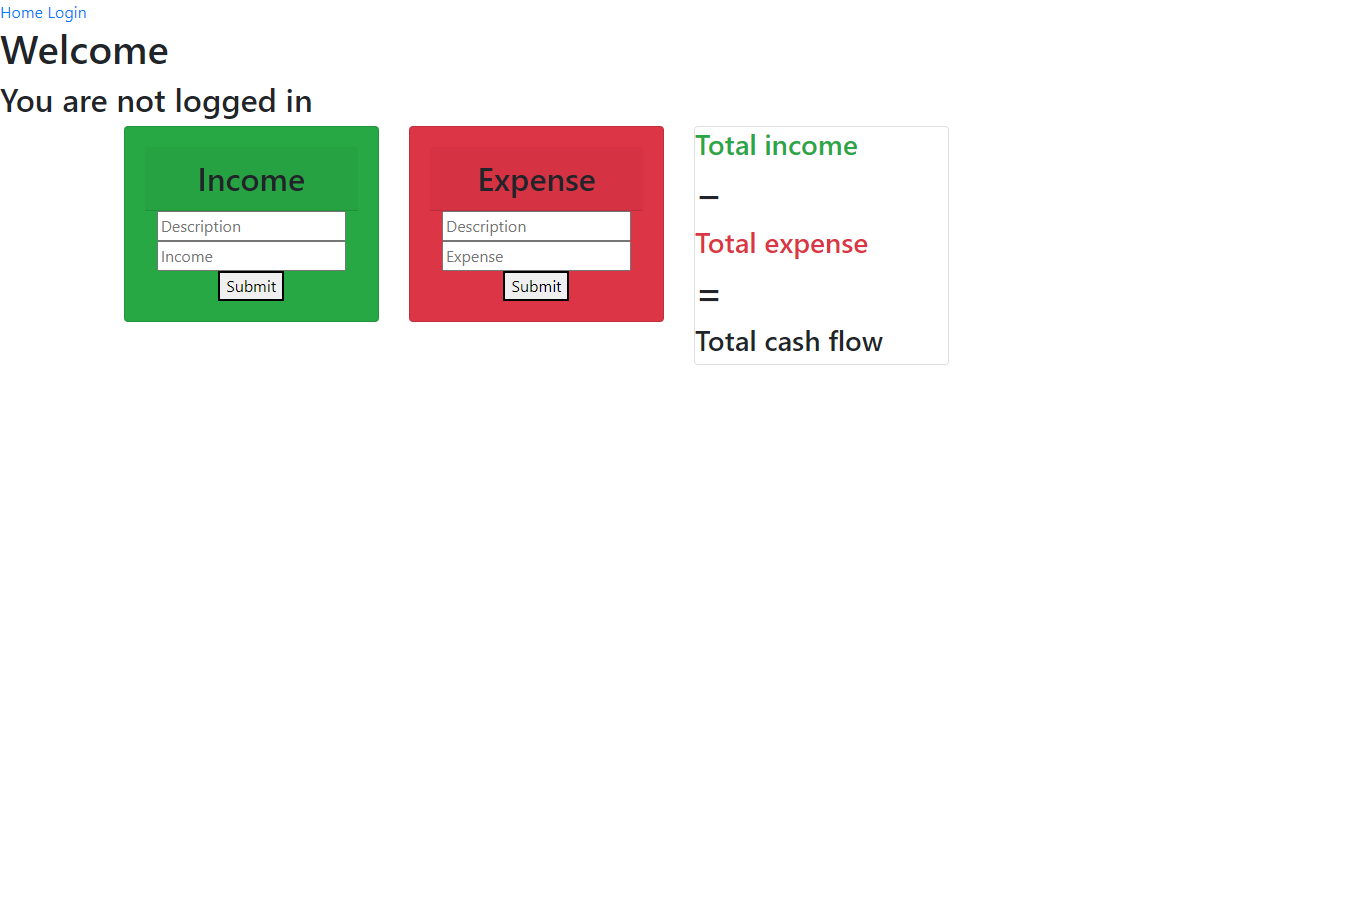 Home Login
Welcome
You are not logged in
Income
Description
Income
Submit
Expense
Description
Expense
Submit
Total income
−
Total expense
=
Total cash flow